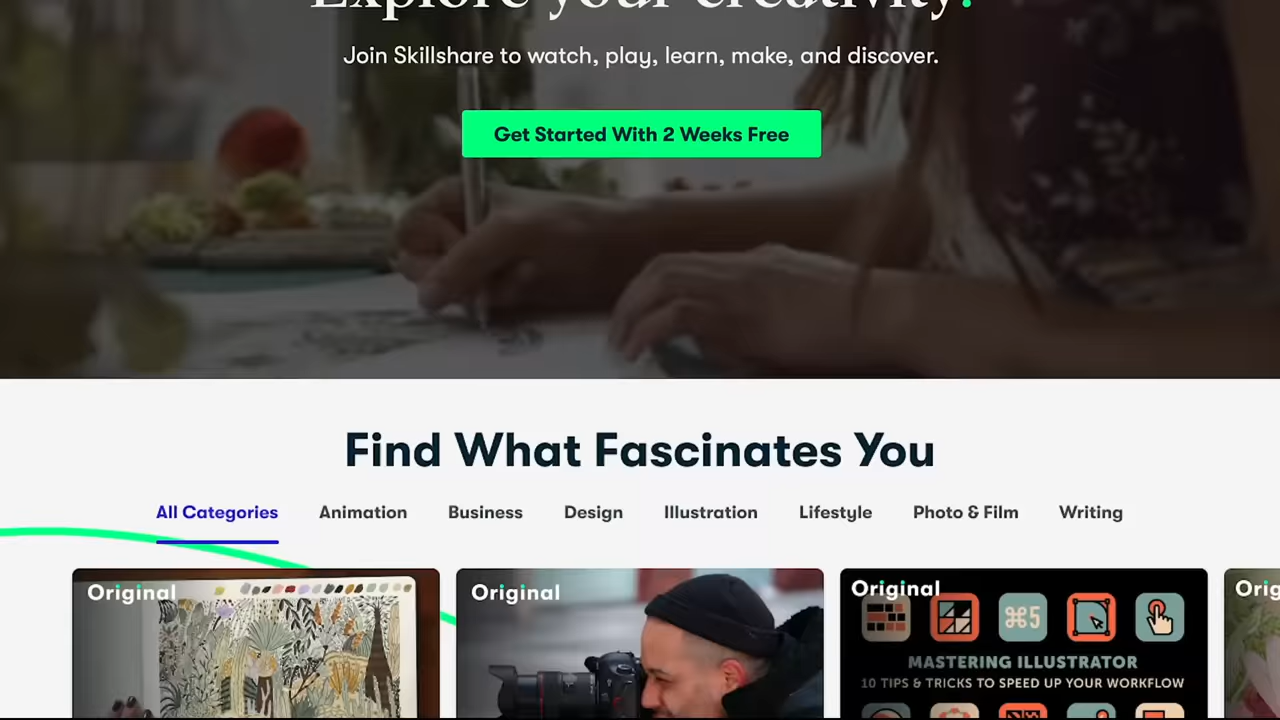 Explore your creativity.
Join Skillshare to watch, play, learn, make, and discover.
Get Started With 2 Weeks Free
Find What Fascinates You
All Categories Animation Business Design Illustration Lifestyle Photo & Film Writing
Original Original Original Orig
⌘5
MASTERING ILLUSTRATOR
10 TIPS & TRICKS TO SPEED UP YOUR WORKFLOW